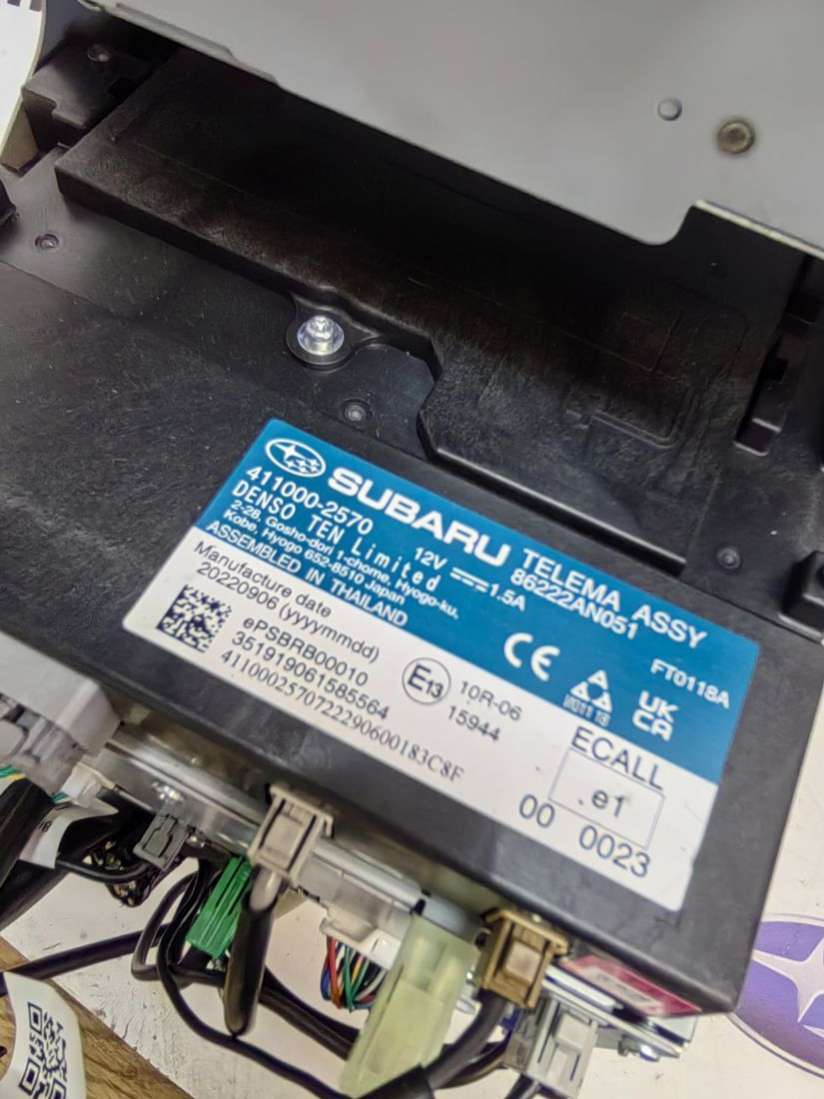 SUBARU
TELEMA ASSY
411000-2570
12V 1.5A
86222AN051
DENSO TEN Limited
2-28, Gosho-dori 1-chome, Hyogo-ku,
Kobe, Hyogo 652-8510 Japan
ASSEMBLED IN THAILAND
FT0118A
Manufacture date
20220906 (yyyymmdd)
CE
UK
CA
ePSBRB00010
351919061585564
4110002570722290600183C8F
E13
10R-06
15944
ECALL
e1
00 0023